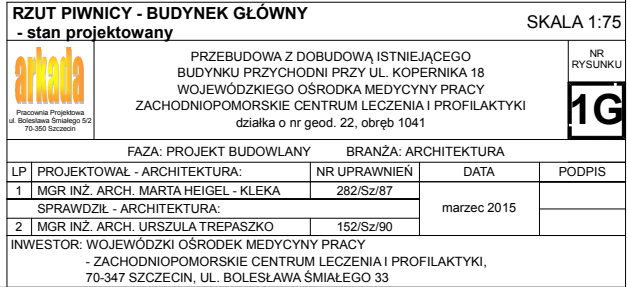 RZUT PIWNICY - BUDYNEK GŁÓWNY
- stan projektowany
SKALA 1:75
arkada
Pracownia Projektowa
ul. Bolesława Śmiałego 5/2
70-350 Szczecin
PRZEBUDOWA Z DOBUDOWĄ ISTNIEJĄCEGO
BUDYNKU PRZYCHODNI PRZY UL. KOPERNIKA 18
WOJEWÓDZKIEGO OŚRODKA MEDYCYNY PRACY
ZACHODNIOPOMORSKIE CENTRUM LECZENIA I PROFILAKTYKI
działka o nr geod. 22, obręb 1041
NR
RYSUNKU
1G
FAZA: PROJEKT BUDOWLANY BRANŻA: ARCHITEKTURA
LP PROJEKTOWAŁ - ARCHITEKTURA: NR UPRAWNIEŃ DATA PODPIS
1 MGR INŻ. ARCH. MARTA HEIGEL - KLEKA 282/Sz/87
SPRAWDZIŁ - ARCHITEKTURA:
marzec 2015
2 MGR INŻ. ARCH. URSZULA TREPASZKO 152/Sz/90
INWESTOR: WOJEWÓDZKI OŚRODEK MEDYCYNY PRACY
- ZACHODNIOPOMORSKIE CENTRUM LECZENIA I PROFILAKTYKI,
70-347 SZCZECIN, UL. BOLESŁAWA ŚMIAŁEGO 33